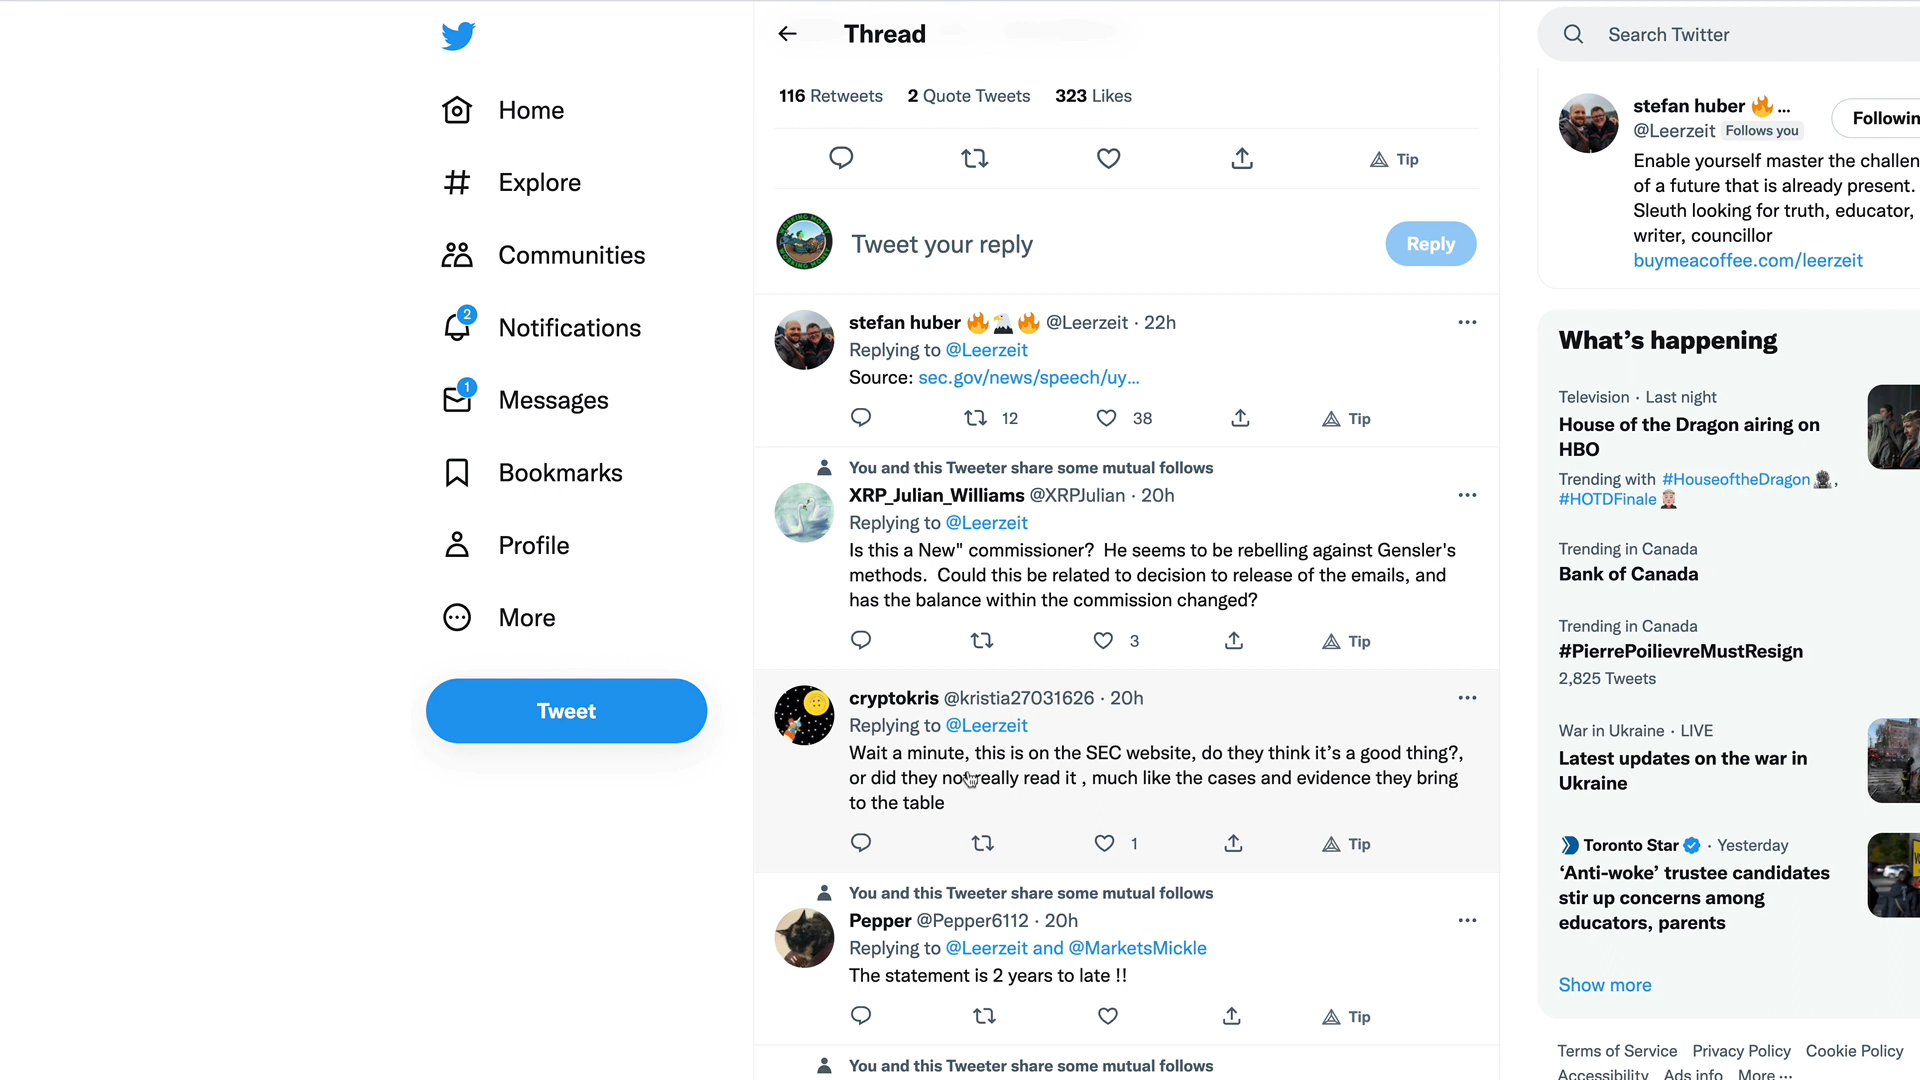 Home
Explore
Communities
2
Notifications
1
Messages
Bookmarks
Profile
More
Tweet
Thread
116 Retweets 2 Quote Tweets 323 Likes
Tip
Tweet your reply
Reply
stefan huber 🔥🦅🔥 @Leerzeit · 22h
Replying to @Leerzeit
Source: sec.gov/news/speech/uy...
12 38 Tip
You and this Tweeter share some mutual follows
XRP_Julian_Williams @XRPJulian · 20h
Replying to @Leerzeit
Is this a New" commissioner? He seems to be rebelling against Gensler's
methods. Could this be related to decision to release of the emails, and
has the balance within the commission changed?
3 Tip
cryptokris @kristia27031626 · 20h
Replying to @Leerzeit
Wait a minute, this is on the SEC website, do they think it's a good thing?,
or did they not really read it , much like the cases and evidence they bring
to the table
1 Tip
You and this Tweeter share some mutual follows
Pepper @Pepper6112 · 20h
Replying to @Leerzeit and @MarketsMickle
The statement is 2 years to late !!
Tip
You and this Tweeter share some mutual follows
Search Twitter
stefan huber 🔥...
Followin
@Leerzeit Follows you
Enable yourself master the challen
of a future that is already present.
Sleuth looking for truth, educator,
writer, councillor
buymeacoffee.com/leerzeit
What's happening
Television · Last night
House of the Dragon airing on
HBO
Trending with #HouseoftheDragon,
#HOTDFinale
Trending in Canada
Bank of Canada
Trending in Canada
#PierrePoilievreMustResign
2,825 Tweets
War in Ukraine · LIVE
Latest updates on the war in
Ukraine
Toronto Star · Yesterday
'Anti-woke' trustee candidates
stir up concerns among
educators, parents
Show more
Terms of Service Privacy Policy Cookie Policy
Accessibility Ads info More ...